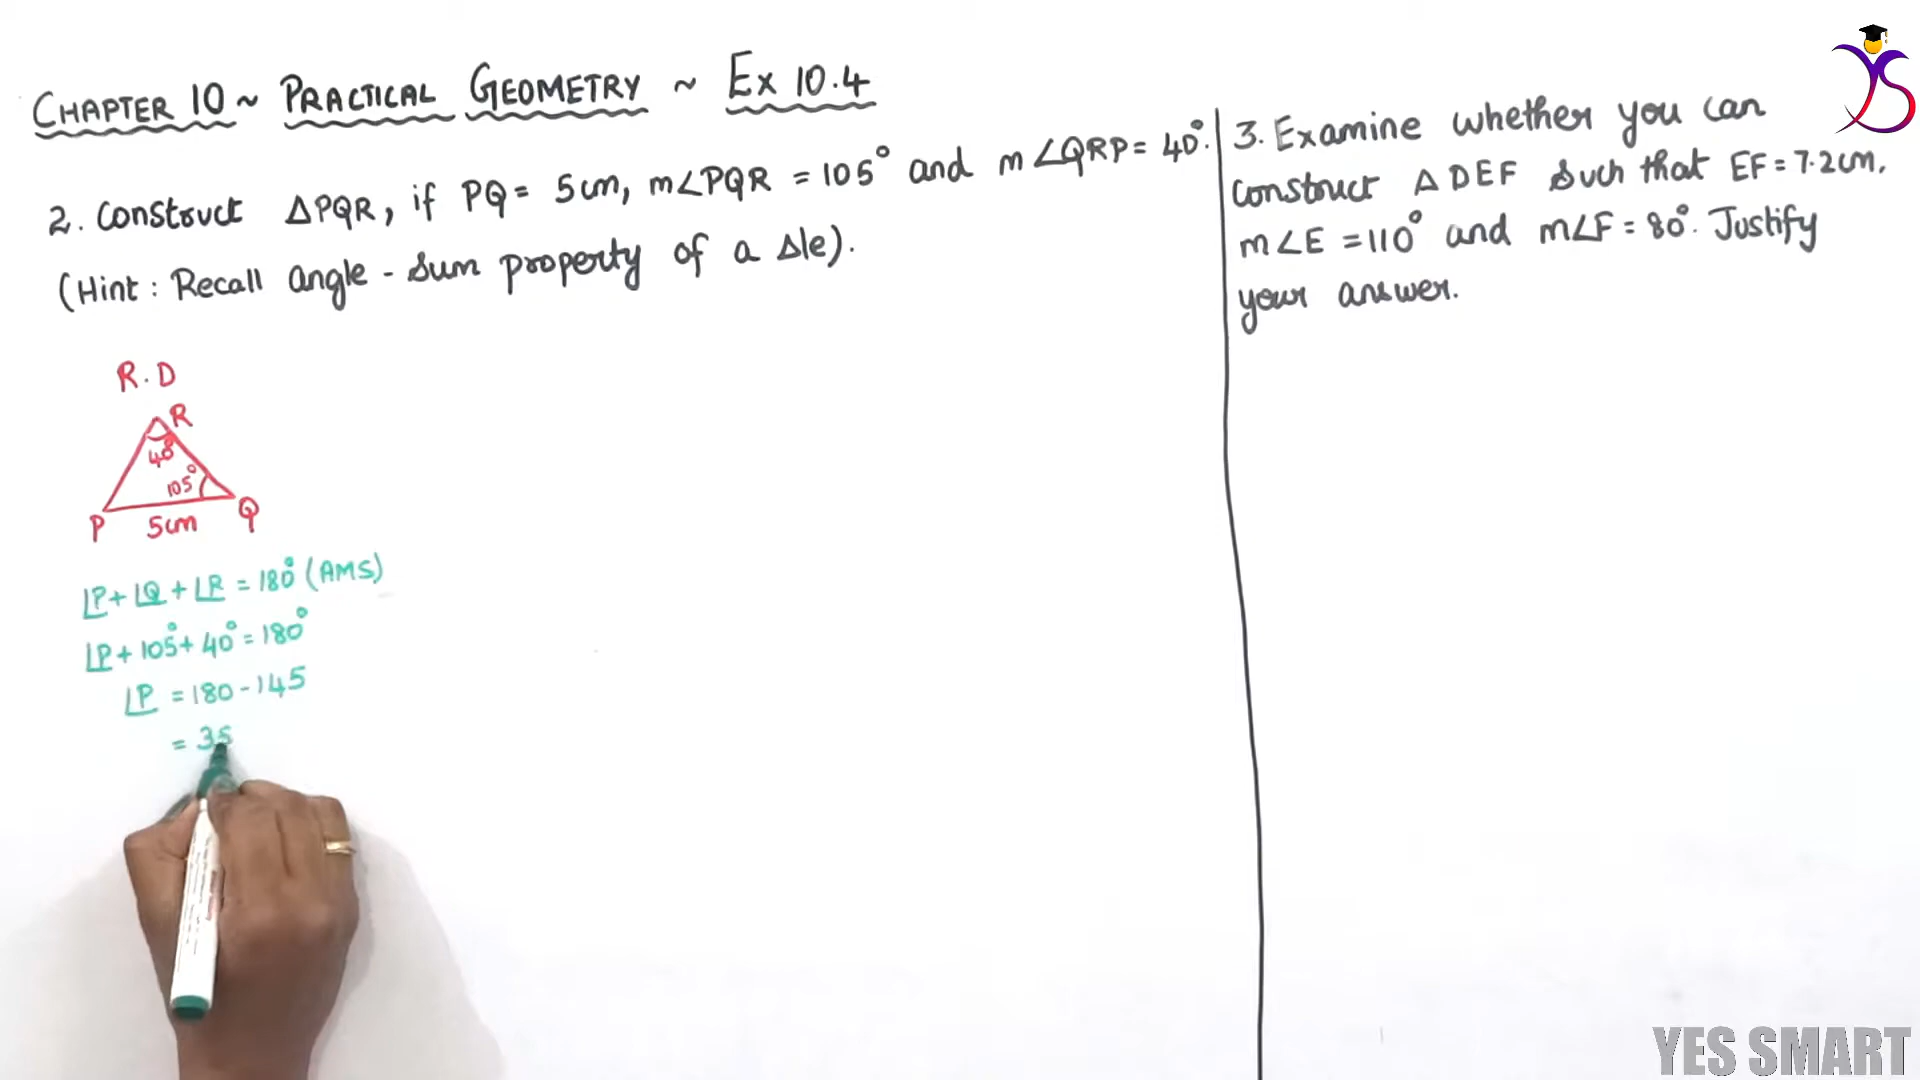 CHAPTER 10 ~ PRACTICAL GEOMETRY ~ EX 10.4
2. Construct ΔPQR, if PQ = 5cm, m∠PQR = 105° and m∠QRP = 40°.
(Hint: Recall angle - Sum property of a Δle).
R.D
R
40°
105°
P 5cm Q
∠P + ∠Q + ∠R = 180° (AMS)
∠P + 105° + 40° = 180°
∠P = 180 - 145
= 35
3. Examine whether you can
construct ΔDEF such that EF = 7.2cm,
m∠E = 110° and m∠F = 80°. Justify
your answer.
YS
YES SMART